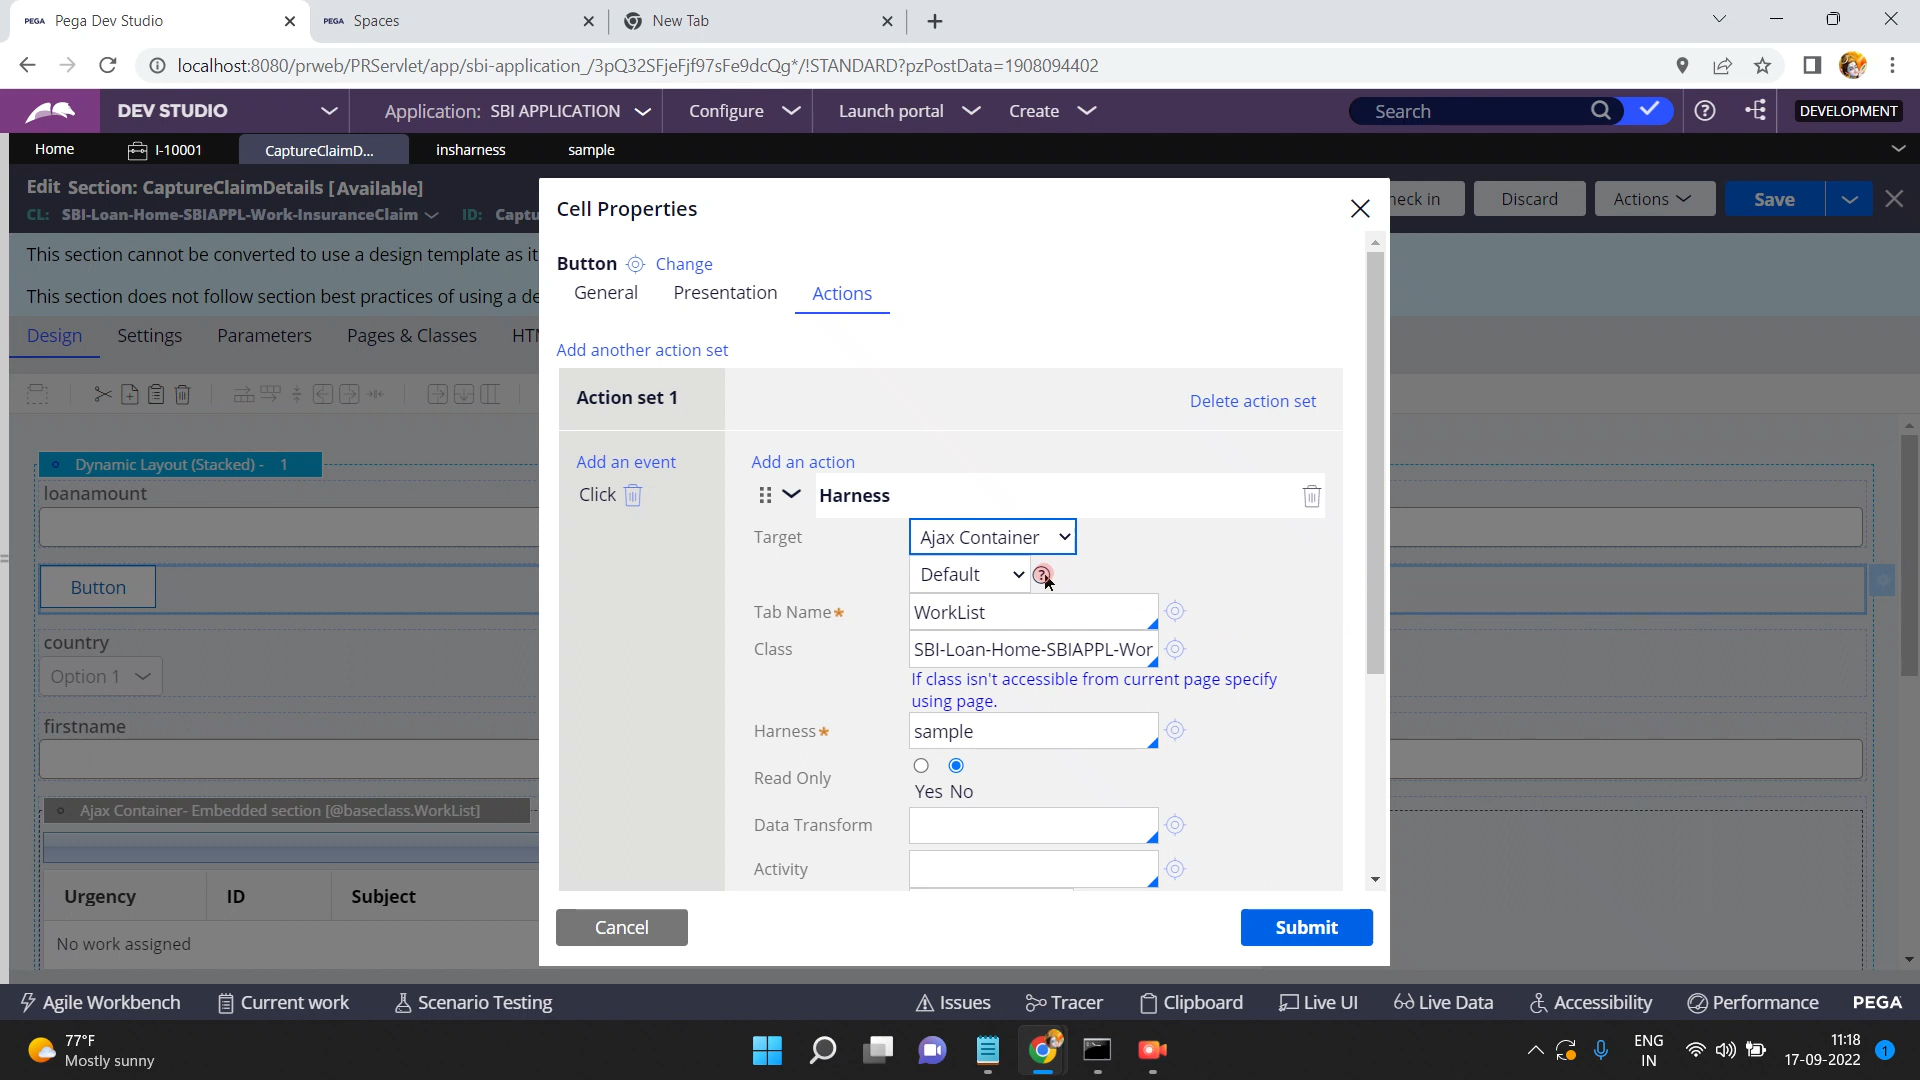 PEGA Pega Dev Studio
PEGA Spaces
New Tab
localhost:8080/prweb/PRServlet/app/sbi-application_/3pQ32SFjeFjf97sFe9dcQg*/!STANDARD?pzPostData=1908094402
DEV STUDIO
Application: SBI APPLICATION
Configure
Launch portal
Create
Search
DEVELOPMENT
Home
I-10001
CaptureClaimD...
insharness
sample
Edit Section: CaptureClaimDetails [Available]
CL: SBI-Loan-Home-SBIAPPL-Work-InsuranceClaim ID: Captu
eck in
Discard
Actions
Save
This section cannot be converted to use a design template as it
This section does not follow section best practices of using a de
Design
Settings
Parameters
Pages & Classes
HT
Dynamic Layout (Stacked) - 1
loanamount
Button
country
Option 1
firstname
Ajax Container- Embedded section [@baseclass.WorkList]
Urgency
ID
Subject
No work assigned
Cell Properties
Button Change
General
Presentation
Actions
Add another action set
Action set 1
Delete action set
Add an event
Add an action
Click
Harness
Target
Ajax Container
Default
?
Tab Name*
WorkList
Class
SBI-Loan-Home-SBIAPPL-Wor
If class isn't accessible from current page specify
using page.
Harness*
sample
Read Only
Yes No
Data Transform
Activity
Cancel
Submit
Agile Workbench
Current work
Scenario Testing
Issues
Tracer
Clipboard
Live UI
Live Data
Accessibility
Performance
PEGA
77°F
Mostly sunny
ENG
IN
11:18
17-09-2022
1